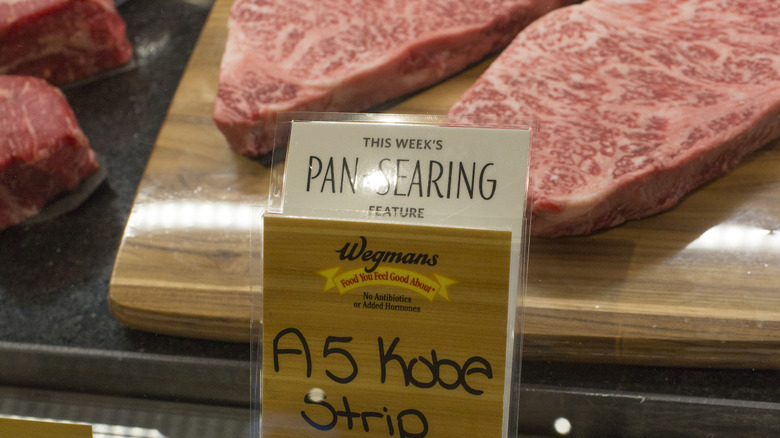 THIS WEEK'S
PAN-SEARING
FEATURE
Wegmans
Food You Feel Good About
No Antibiotics
or Added Hormones
A5 Kobe
Strip